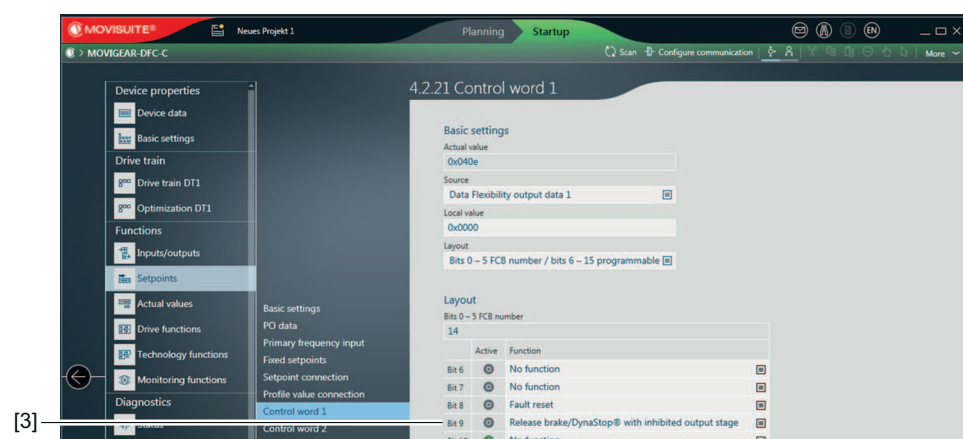 MOVISUITE®
Neues Projekt 1
Planning
Startup
EN
> MOVIGEAR-DFC-C
Scan
Configure communication
More
Device properties
Device data
Basic settings
Drive train
Drive train DT1
Optimization DT1
Functions
Inputs/outputs
Setpoints
Actual values
Drive functions
Technology functions
Monitoring functions
Diagnostics
Status
Basic settings
PO data
Primary frequency input
Fixed setpoints
Setpoint connection
Profile value connection
Control word 1
Control word 2
4.2.21 Control word 1
Basic settings
Actual value
0x040e
Source
Data Flexibility output data 1
Local value
0x0000
Layout
Bits 0 – 5 FCB number / bits 6 – 15 programmable
Layout
Bits 0 – 5 FCB number
14
Active Function
Bit 6 No function
Bit 7 No function
Bit 8 Fault reset
Bit 9 Release brake/DynaStop® with inhibited output stage
Bit 10 No function
[3]